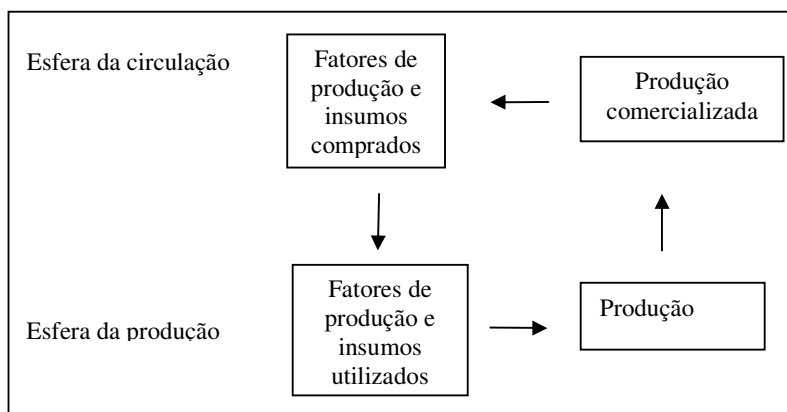 Esfera da circulação
Fatores de
produção e
insumos
comprados
Produção
comercializada
Esfera da produção
Fatores de
produção e
insumos
utilizados
Produção